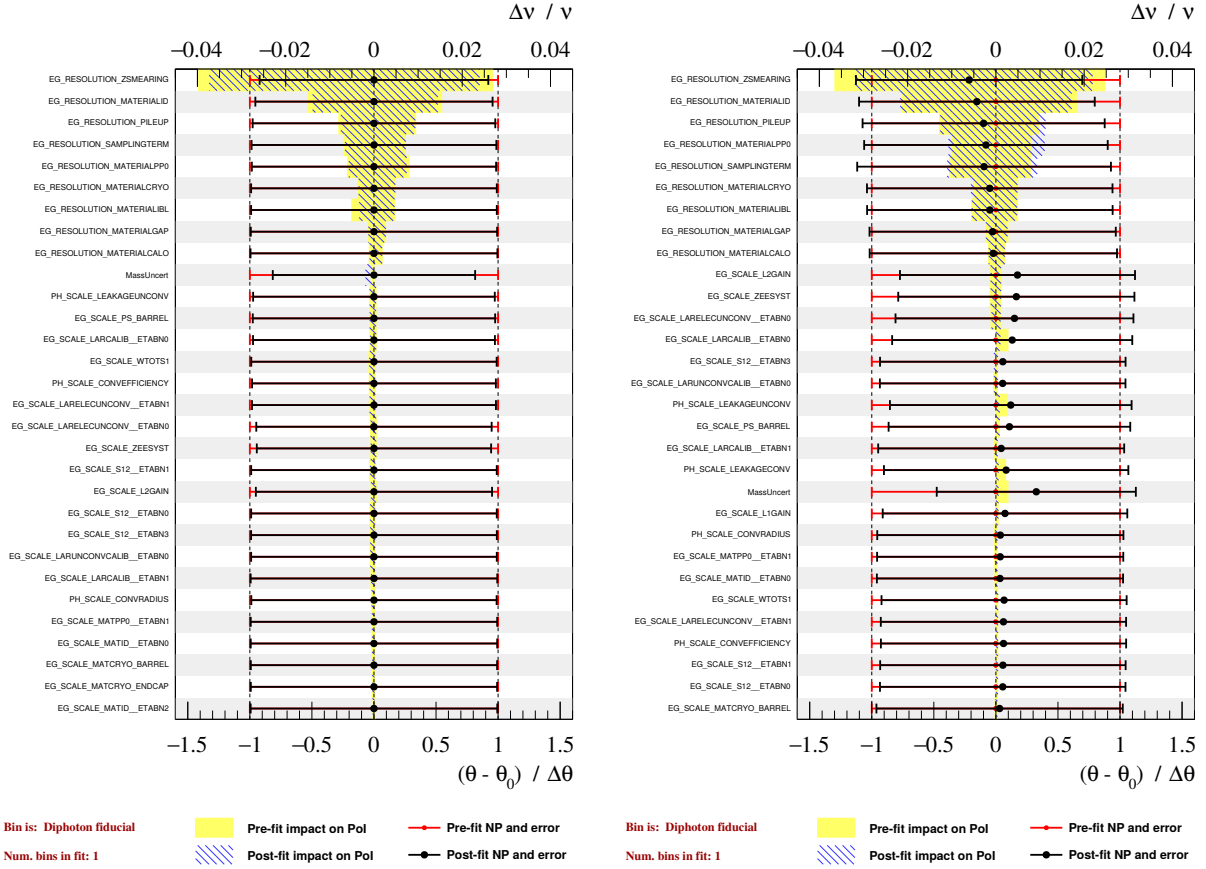 Δν / ν
−0.04 −0.02 0 0.02 0.04
EG_RESOLUTION_ZSMEARING
EG_RESOLUTION_MATERIALID
EG_RESOLUTION_PILEUP
EG_RESOLUTION_SAMPLINGTERM
EG_RESOLUTION_MATERIALPP0
EG_RESOLUTION_MATERIALCRYO
EG_RESOLUTION_MATERIALIBL
EG_RESOLUTION_MATERIALGAP
EG_RESOLUTION_MATERIALCALO
MassUncert
PH_SCALE_LEAKAGEUNCONV
EG_SCALE_PS_BARREL
EG_SCALE_LARCALIB__ETABN0
EG_SCALE_WTOTS1
PH_SCALE_CONVEFFICIENCY
EG_SCALE_LARELECUNCONV__ETABN1
EG_SCALE_LARELECUNCONV__ETABN0
EG_SCALE_ZEESYST
EG_SCALE_S12__ETABN1
EG_SCALE_L2GAIN
EG_SCALE_S12__ETABN0
EG_SCALE_S12__ETABN3
EG_SCALE_LARUNCONVCALIB__ETABN0
EG_SCALE_LARCALIB__ETABN1
PH_SCALE_CONVRADIUS
EG_SCALE_MATPP0__ETABN1
EG_SCALE_MATID__ETABN0
EG_SCALE_MATCRYO_BARREL
EG_SCALE_MATCRYO_ENDCAP
EG_SCALE_MATID__ETABN2
−1.5 −1 −0.5 0 0.5 1 1.5
(θ - θ0) / Δθ
Bin is: Diphoton fiducial
Num. bins in fit: 1
Pre-fit impact on PoI
Post-fit impact on PoI
Pre-fit NP and error
Post-fit NP and error
Δν / ν
−0.04 −0.02 0 0.02 0.04
EG_RESOLUTION_ZSMEARING
EG_RESOLUTION_MATERIALID
EG_RESOLUTION_PILEUP
EG_RESOLUTION_MATERIALPP0
EG_RESOLUTION_SAMPLINGTERM
EG_RESOLUTION_MATERIALCRYO
EG_RESOLUTION_MATERIALIBL
EG_RESOLUTION_MATERIALGAP
EG_RESOLUTION_MATERIALCALO
EG_SCALE_L2GAIN
EG_SCALE_ZEESYST
EG_SCALE_LARELECUNCONV__ETABN0
EG_SCALE_LARCALIB__ETABN0
EG_SCALE_S12__ETABN3
EG_SCALE_LARUNCONVCALIB__ETABN0
PH_SCALE_LEAKAGEUNCONV
EG_SCALE_PS_BARREL
EG_SCALE_LARCALIB__ETABN1
PH_SCALE_LEAKAGECONV
MassUncert
EG_SCALE_L1GAIN
PH_SCALE_CONVRADIUS
EG_SCALE_MATPP0__ETABN1
EG_SCALE_MATID__ETABN0
EG_SCALE_WTOTS1
EG_SCALE_LARELECUNCONV__ETABN1
PH_SCALE_CONVEFFICIENCY
EG_SCALE_S12__ETABN1
EG_SCALE_S12__ETABN0
EG_SCALE_MATCRYO_BARREL
−1.5 −1 −0.5 0 0.5 1 1.5
(θ - θ0) / Δθ
Bin is: Diphoton fiducial
Num. bins in fit: 1
Pre-fit impact on PoI
Post-fit impact on PoI
Pre-fit NP and error
Post-fit NP and error